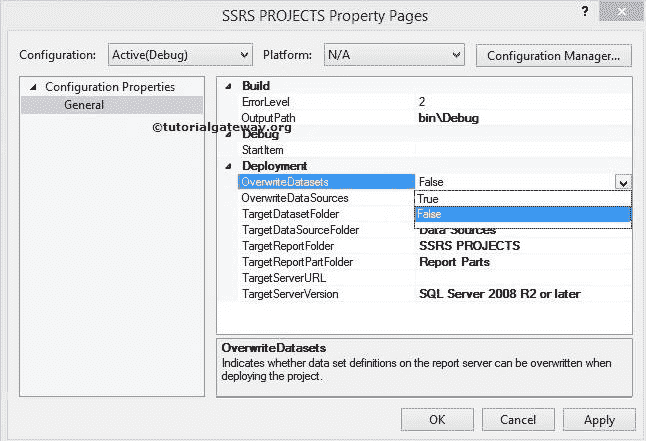 SSRS PROJECTS Property Pages
? ×
Configuration: Active(Debug) Platform: N/A Configuration Manager...
Configuration Properties
General
Build
ErrorLevel 2
OutputPath bin\Debug
©tutorialgateway.org
Debug
StartItem
Deployment
OverwriteDatasets False
OverwriteDataSources True
TargetDatasetFolder False
TargetDataSourceFolder Data Sources
TargetReportFolder SSRS PROJECTS
TargetReportPartFolder Report Parts
TargetServerURL
TargetServerVersion SQL Server 2008 R2 or later
OverwriteDatasets
Indicates whether data set definitions on the report server can be overwritten when
deploying the project.
OK Cancel Apply